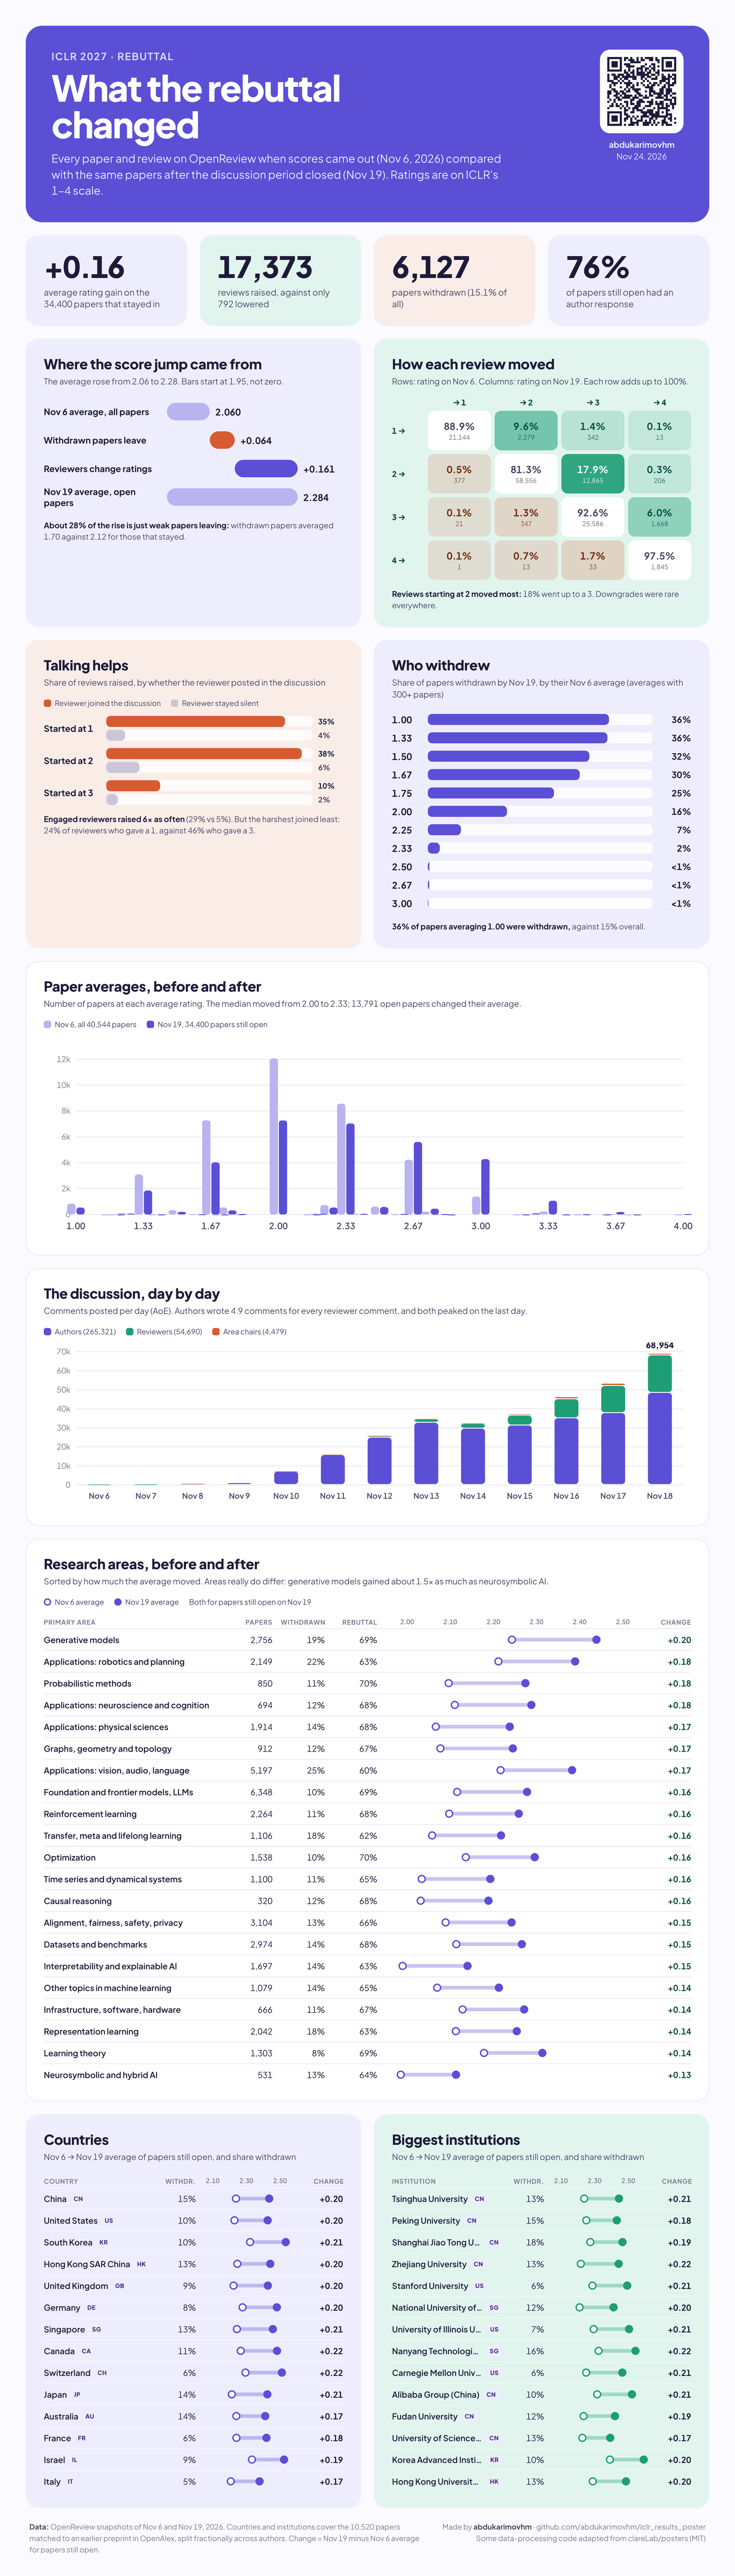 ICLR 2027 · REBUTTAL
What the rebuttal
changed
Every paper and review on OpenReview when scores came out (Nov 6, 2026) compared
with the same papers after the discussion period closed (Nov 19). Ratings are on ICLR's
1–4 scale.
abdukarimovhm
Nov 24, 2026
+0.16
average rating gain on the
34,400 papers that stayed in
17,373
reviews raised, against only
792 lowered
6,127
papers withdrawn (15.1% of
all)
76%
of papers still open had an
author response
Where the score jump came from
The average rose from 2.06 to 2.28. Bars start at 1.95, not zero.
Nov 6 average, all papers 2.060
Withdrawn papers leave +0.064
Reviewers change ratings +0.161
Nov 19 average, open
papers 2.284
About 28% of the rise is just weak papers leaving: withdrawn papers averaged
1.70 against 2.12 for those that stayed.
How each review moved
Rows: rating on Nov 6. Columns: rating on Nov 19. Each row adds up to 100%.
→ 1 → 2 → 3 → 4
1 → 88.9% 9.6% 1.4% 0.1%
21,144 2,279 342 13
2 → 0.5% 81.3% 17.9% 0.3%
377 58,556 12,865 206
3 → 0.1% 1.3% 92.6% 6.0%
21 347 25,586 1,668
4 → 0.1% 0.7% 1.7% 97.5%
1 13 33 1,845
Reviews starting at 2 moved most: 18% went up to a 3. Downgrades were rare
everywhere.
Talking helps
Share of reviews raised, by whether the reviewer posted in the discussion
Reviewer joined the discussion Reviewer stayed silent
Started at 1 35%
4%
Started at 2 38%
6%
Started at 3 10%
2%
Engaged reviewers raised 6× as often (29% vs 5%). But the harshest joined least:
24% of reviewers who gave a 1, against 46% who gave a 3.
Who withdrew
Share of papers withdrawn by Nov 19, by their Nov 6 average (averages with
300+ papers)
1.00 36%
1.33 36%
1.50 32%
1.67 30%
1.75 25%
2.00 16%
2.25 7%
2.33 2%
2.50 <1%
2.67 <1%
3.00 <1%
36% of papers averaging 1.00 were withdrawn, against 15% overall.
Paper averages, before and after
Number of papers at each average rating. The median moved from 2.00 to 2.33; 13,791 open papers changed their average.
Nov 6, all 40,544 papers Nov 19, 34,400 papers still open
12k
10k
8k
6k
4k
2k
0
1.00 1.33 1.67 2.00 2.33 2.67 3.00 3.33 3.67 4.00
The discussion, day by day
Comments posted per day (AoE). Authors wrote 4.9 comments for every reviewer comment, and both peaked on the last day.
Authors (265,321) Reviewers (54,690) Area chairs (4,479)
68,954
70k
60k
50k
40k
30k
20k
10k
0
Nov 6 Nov 7 Nov 8 Nov 9 Nov 10 Nov 11 Nov 12 Nov 13 Nov 14 Nov 15 Nov 16 Nov 17 Nov 18
Research areas, before and after
Sorted by how much the average moved. Areas really do differ: generative models gained about 1.5× as much as neurosymbolic AI.
Nov 6 average Nov 19 average Both for papers still open on Nov 19
PRIMARY AREA PAPERS WITHDRAWN REBUTTAL 2.00 2.10 2.20 2.30 2.40 2.50 CHANGE
Generative models 2,756 19% 69% +0.20
Applications: robotics and planning 2,149 22% 63% +0.18
Probabilistic methods 850 11% 70% +0.18
Applications: neuroscience and cognition 694 12% 68% +0.18
Applications: physical sciences 1,914 14% 68% +0.17
Graphs, geometry and topology 912 12% 67% +0.17
Applications: vision, audio, language 5,197 25% 60% +0.17
Foundation and frontier models, LLMs 6,348 10% 69% +0.16
Reinforcement learning 2,264 11% 68% +0.16
Transfer, meta and lifelong learning 1,106 18% 62% +0.16
Optimization 1,538 10% 70% +0.16
Time series and dynamical systems 1,100 11% 65% +0.16
Causal reasoning 320 12% 68% +0.16
Alignment, fairness, safety, privacy 3,104 13% 66% +0.15
Datasets and benchmarks 2,974 14% 68% +0.15
Interpretability and explainable AI 1,697 14% 63% +0.15
Other topics in machine learning 1,079 14% 65% +0.14
Infrastructure, software, hardware 666 11% 67% +0.14
Representation learning 2,042 18% 63% +0.14
Learning theory 1,303 8% 69% +0.14
Neurosymbolic and hybrid AI 531 13% 64% +0.13
Countries
Nov 6 → Nov 19 average of papers still open, and share withdrawn
COUNTRY WITHDR. 2.10 2.30 2.50 CHANGE
China CN 15% +0.20
United States US 10% +0.20
South Korea KR 10% +0.21
Hong Kong SAR China HK 13% +0.20
United Kingdom GB 9% +0.20
Germany DE 8% +0.20
Singapore SG 13% +0.21
Canada CA 11% +0.22
Switzerland CH 6% +0.22
Japan JP 14% +0.21
Australia AU 14% +0.17
France FR 6% +0.18
Israel IL 9% +0.19
Italy IT 5% +0.17
Biggest institutions
Nov 6 → Nov 19 average of papers still open, and share withdrawn
INSTITUTION WITHDR. 2.10 2.30 2.50 CHANGE
Tsinghua University CN 13% +0.21
Peking University CN 15% +0.18
Shanghai Jiao Tong U... CN 18% +0.19
Zhejiang University CN 13% +0.22
Stanford University US 6% +0.21
National University of... SG 12% +0.20
University of Illinois U... US 7% +0.21
Nanyang Technologi... SG 16% +0.22
Carnegie Mellon Univ... US 6% +0.21
Alibaba Group (China) CN 10% +0.21
Fudan University CN 12% +0.19
University of Science... CN 13% +0.17
Korea Advanced Insti... KR 10% +0.20
Hong Kong Universit... HK 13% +0.20
Data: OpenReview snapshots of Nov 6 and Nov 19, 2026. Countries and institutions cover the 10,520 papers
matched to an earlier preprint in OpenAlex, split fractionally across authors. Change = Nov 19 minus Nov 6 average
for papers still open.
Made by abdukarimovhm · github.com/abdukarimovhm/iclr_results_poster
Some data-processing code adapted from clareLab/posters (MIT)